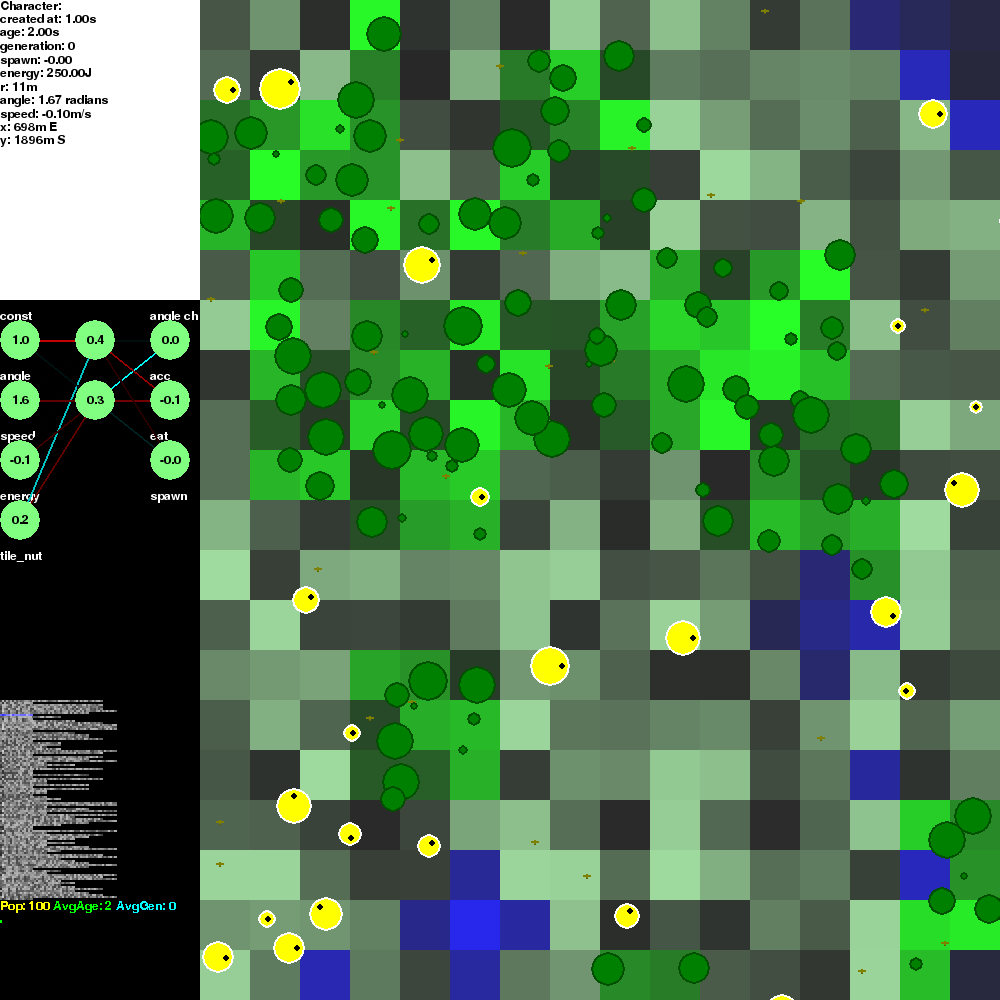 Character:
created at: 1.00s
age: 2.00s
generation: 0
spawn: -0.00
energy: 250.00J
r: 11m
angle: 1.67 radians
speed: -0.10m/s
x: 698m E
y: 1896m S
const
angle ch
1.0
0.4
0.0
angle
acc
1.6
0.3
-0.1
speed
eat
-0.1
-0.0
energy
spawn
0.2
tile_nut
Pop: 100 AvgAge: 2 AvgGen: 0